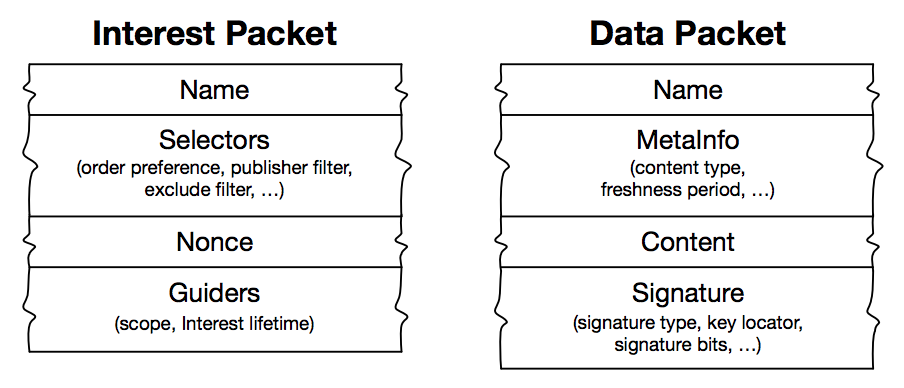 Interest Packet
Name
Selectors
(order preference, publisher filter,
exclude filter, …)
Nonce
Guiders
(scope, Interest lifetime)
Data Packet
Name
MetaInfo
(content type,
freshness period, …)
Content
Signature
(signature type, key locator,
signature bits, …)